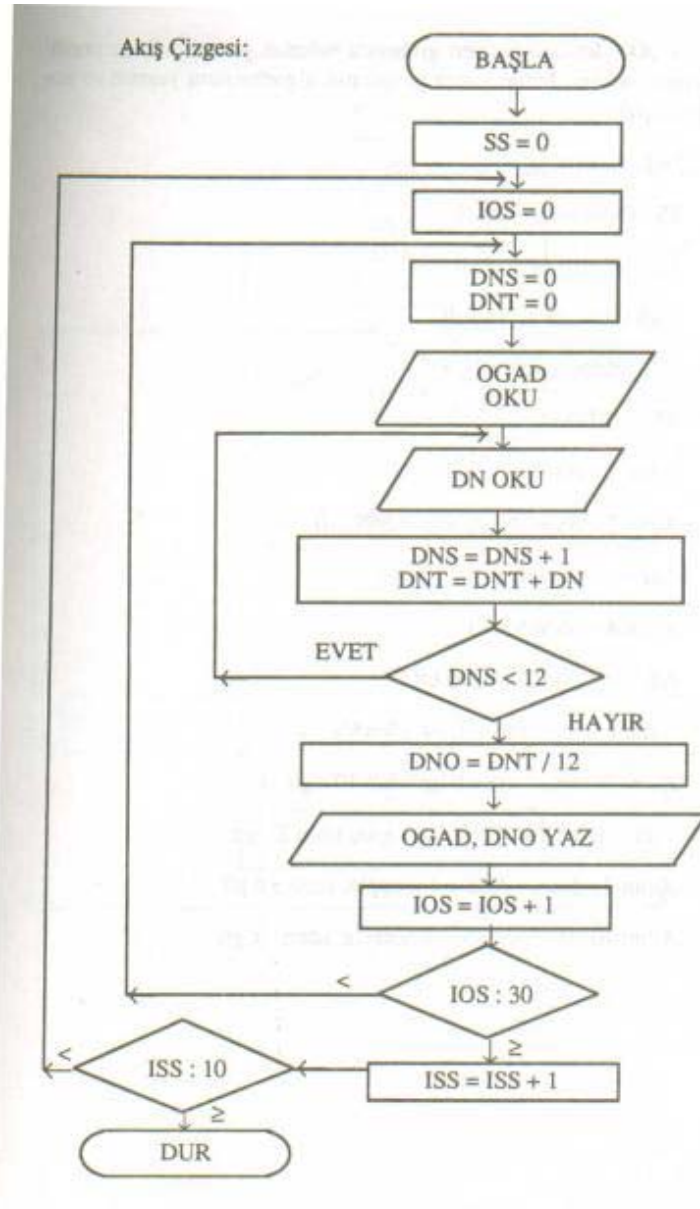 Akış Çizgesi:
BAŞLA
SS = 0
IOS = 0
DNS = 0
DNT = 0
OGAD
OKU
DN OKU
DNS = DNS + 1
DNT = DNT + DN
EVET
DNS < 12
HAYIR
DNO = DNT / 12
OGAD, DNO YAZ
IOS = IOS + 1
<
IOS : 30
≥
<
ISS : 10
ISS = ISS + 1
≥
DUR